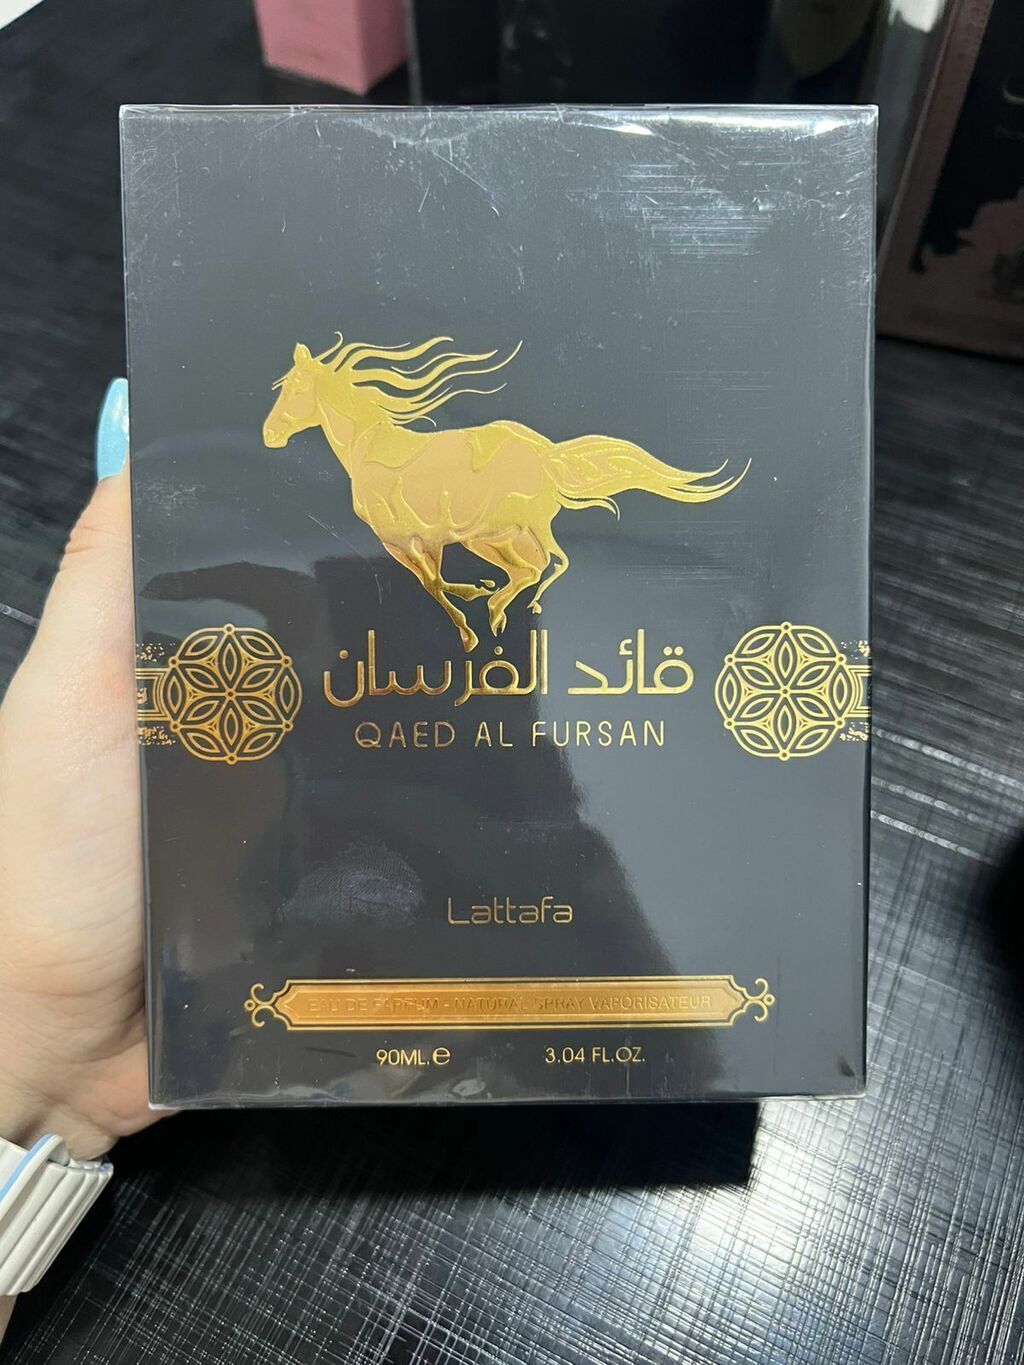 قائد الفرسان
QAED AL FURSAN
Lattafa
EAU DE PARFUM - NATURAL SPRAY VAPORISATEUR
90ML.e 3.04 FL.OZ.